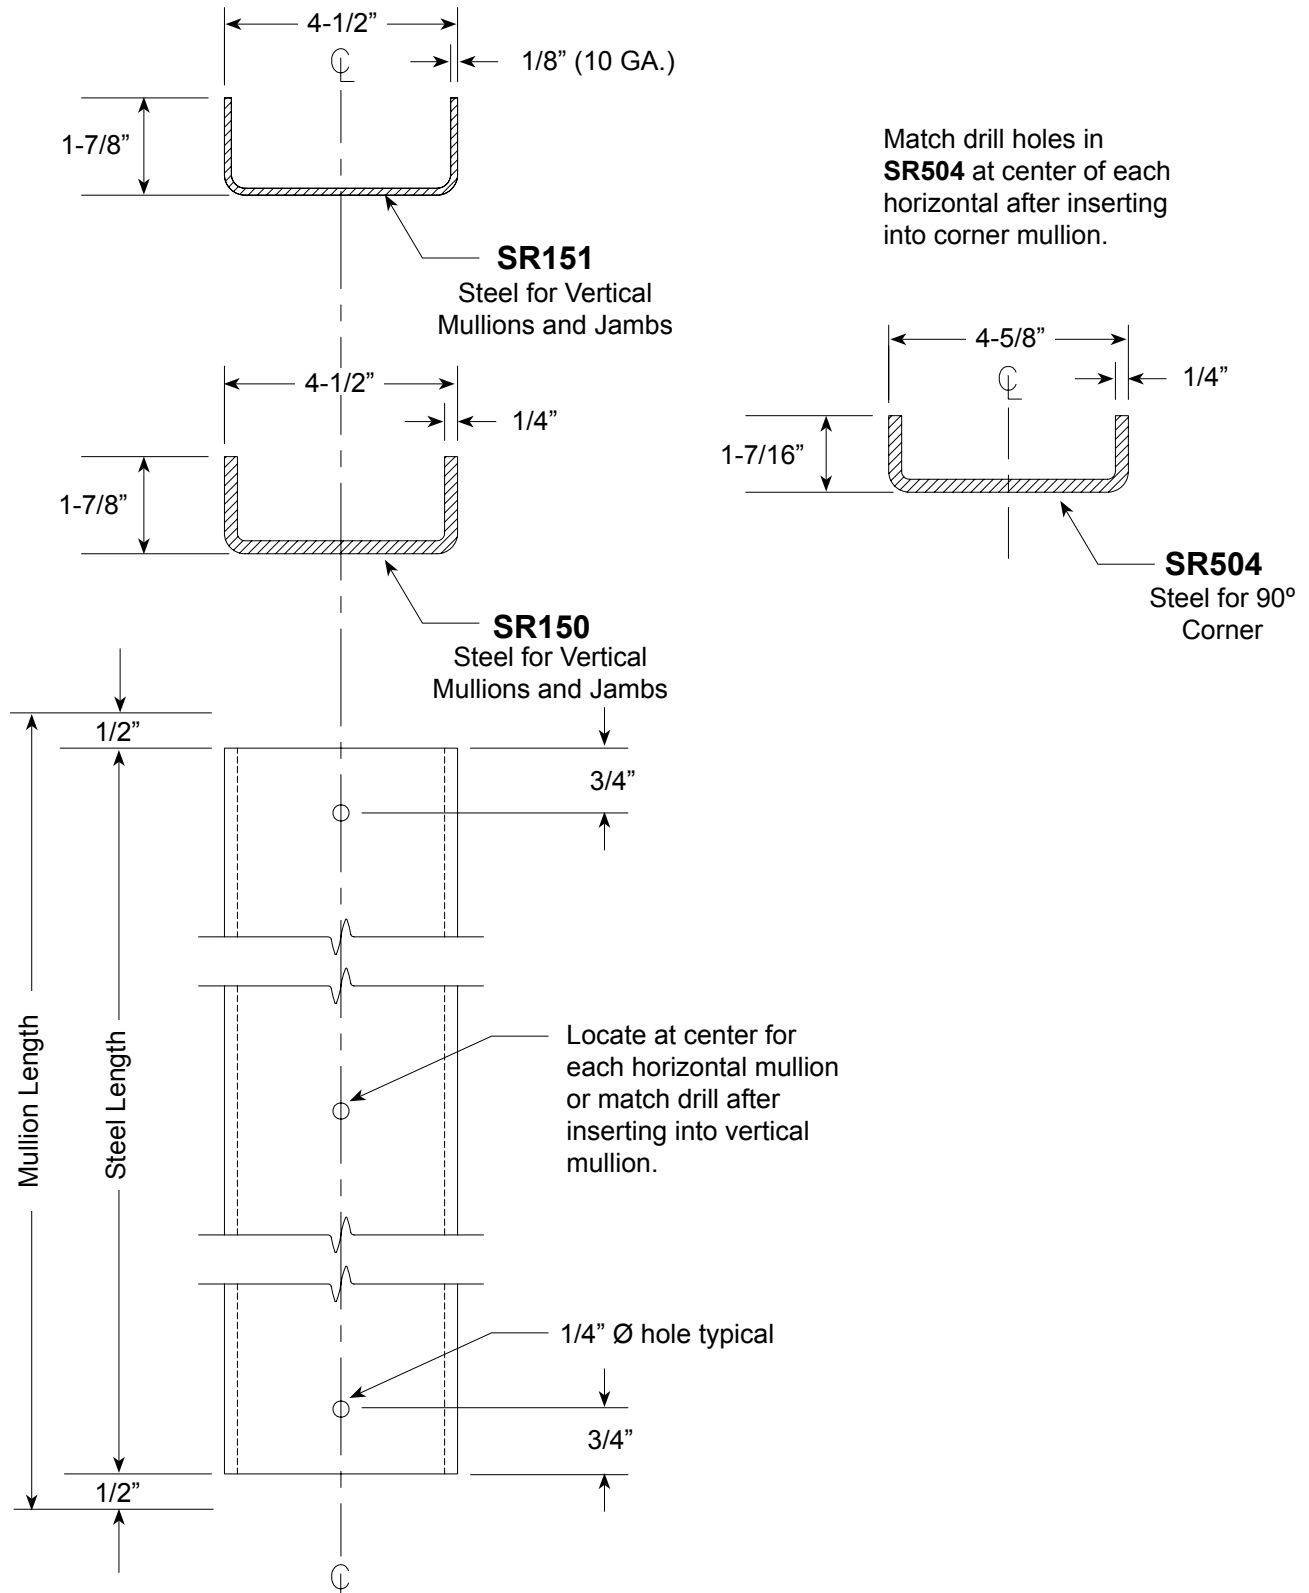 4-1/2”
℄
1/8” (10 GA.)
1-7/8”
SR151
Steel for Vertical
Mullions and Jambs
Match drill holes in
SR504 at center of each
horizontal after inserting
into corner mullion.
4-5/8”
℄
1/4”
1-7/16”
SR504
Steel for 90º
Corner
4-1/2”
1/4”
1-7/8”
SR150
Steel for Vertical
Mullions and Jambs
1/2”
3/4”
Mullion Length
Steel Length
Locate at center for
each horizontal mullion
or match drill after
inserting into vertical
mullion.
1/4” Ø hole typical
3/4”
1/2”
℄